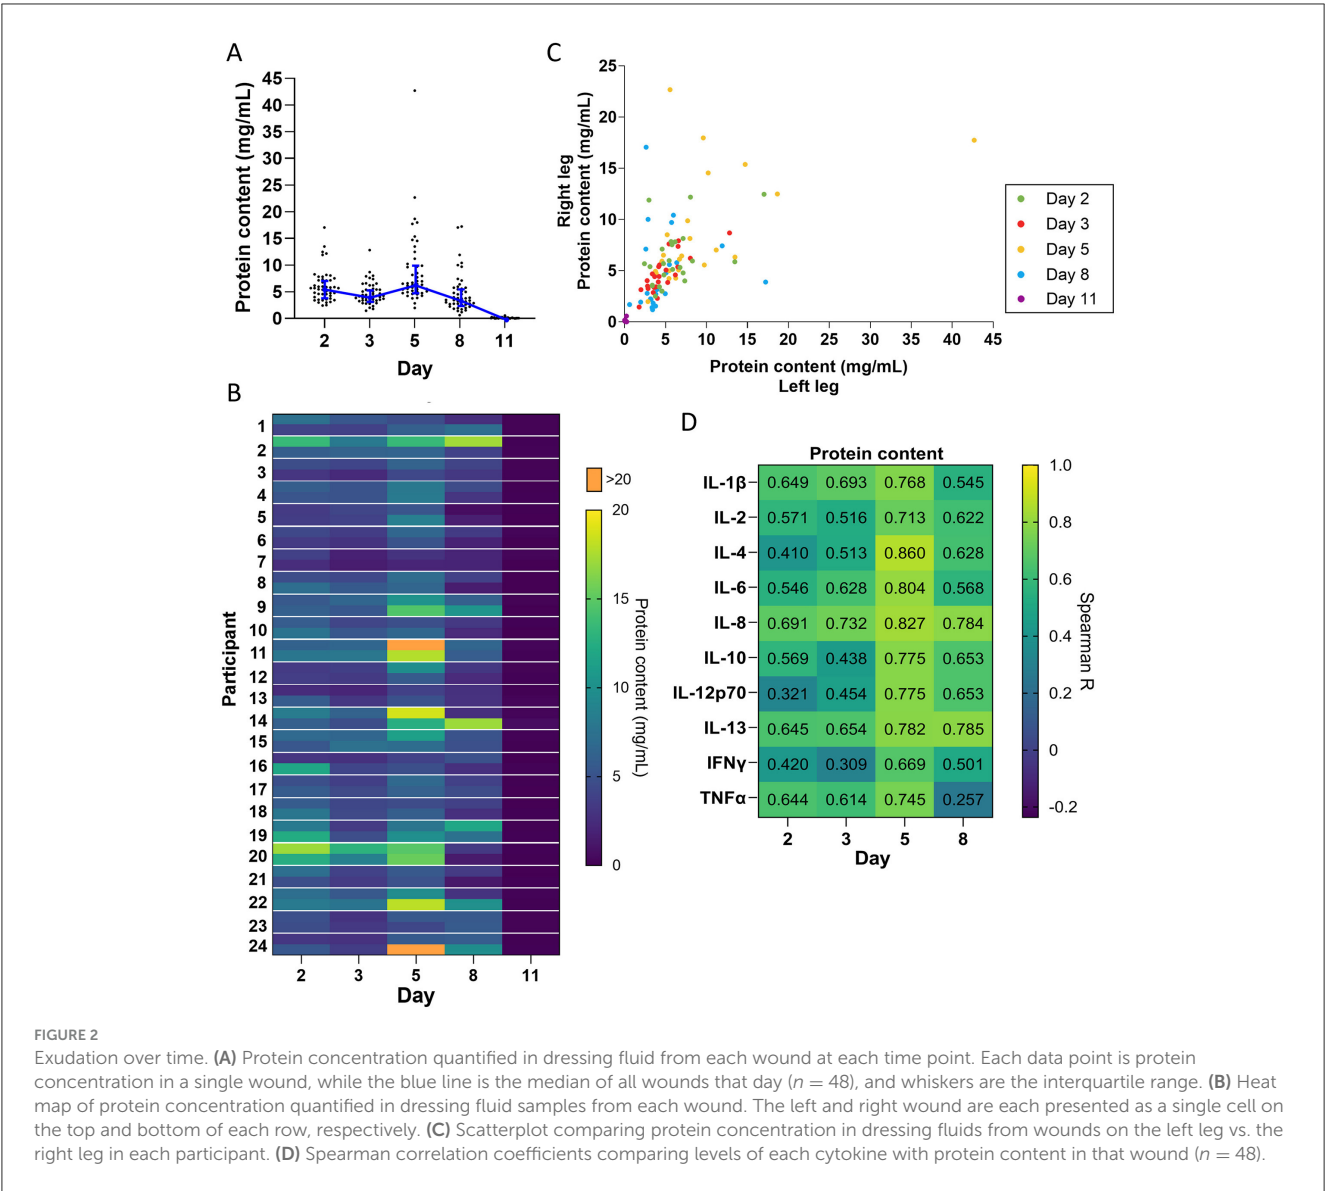 A
Protein content (mg/mL)
45
40
35
30
25
20
15
10
5
0
2 3 5 8 11
Day
C
Right leg
Protein content (mg/mL)
25
20
15
10
5
0
0 5 10 15 20 25 30 35 40 45
Protein content (mg/mL)
Left leg
Day 2
Day 3
Day 5
Day 8
Day 11
B
Participant
1
2
3
4
5
6
7
8
9
10
11
12
13
14
15
16
17
18
19
20
21
22
23
24
2 3 5 8 11
Day
>20
20
15
10
5
0
Protein content (mg/mL)
D
Protein content
IL-1β 0.649 0.693 0.768 0.545
IL-2 0.571 0.516 0.713 0.622
IL-4 0.410 0.513 0.860 0.628
IL-6 0.546 0.628 0.804 0.568
IL-8 0.691 0.732 0.827 0.784
IL-10 0.569 0.438 0.775 0.653
IL-12p70 0.321 0.454 0.775 0.653
IL-13 0.645 0.654 0.782 0.785
IFNγ 0.420 0.309 0.669 0.501
TNFα 0.644 0.614 0.745 0.257
2 3 5 8
Day
1.0
0.8
0.6
0.4
0.2
0
-0.2
Spearman R
FIGURE 2
Exudation over time. (A) Protein concentration quantified in dressing fluid from each wound at each time point. Each data point is protein
concentration in a single wound, while the blue line is the median of all wounds that day (n = 48), and whiskers are the interquartile range. (B) Heat
map of protein concentration quantified in dressing fluid samples from each wound. The left and right wound are each presented as a single cell on
the top and bottom of each row, respectively. (C) Scatterplot comparing protein concentration in dressing fluids from wounds on the left leg vs. the
right leg in each participant. (D) Spearman correlation coefficients comparing levels of each cytokine with protein content in that wound (n = 48).